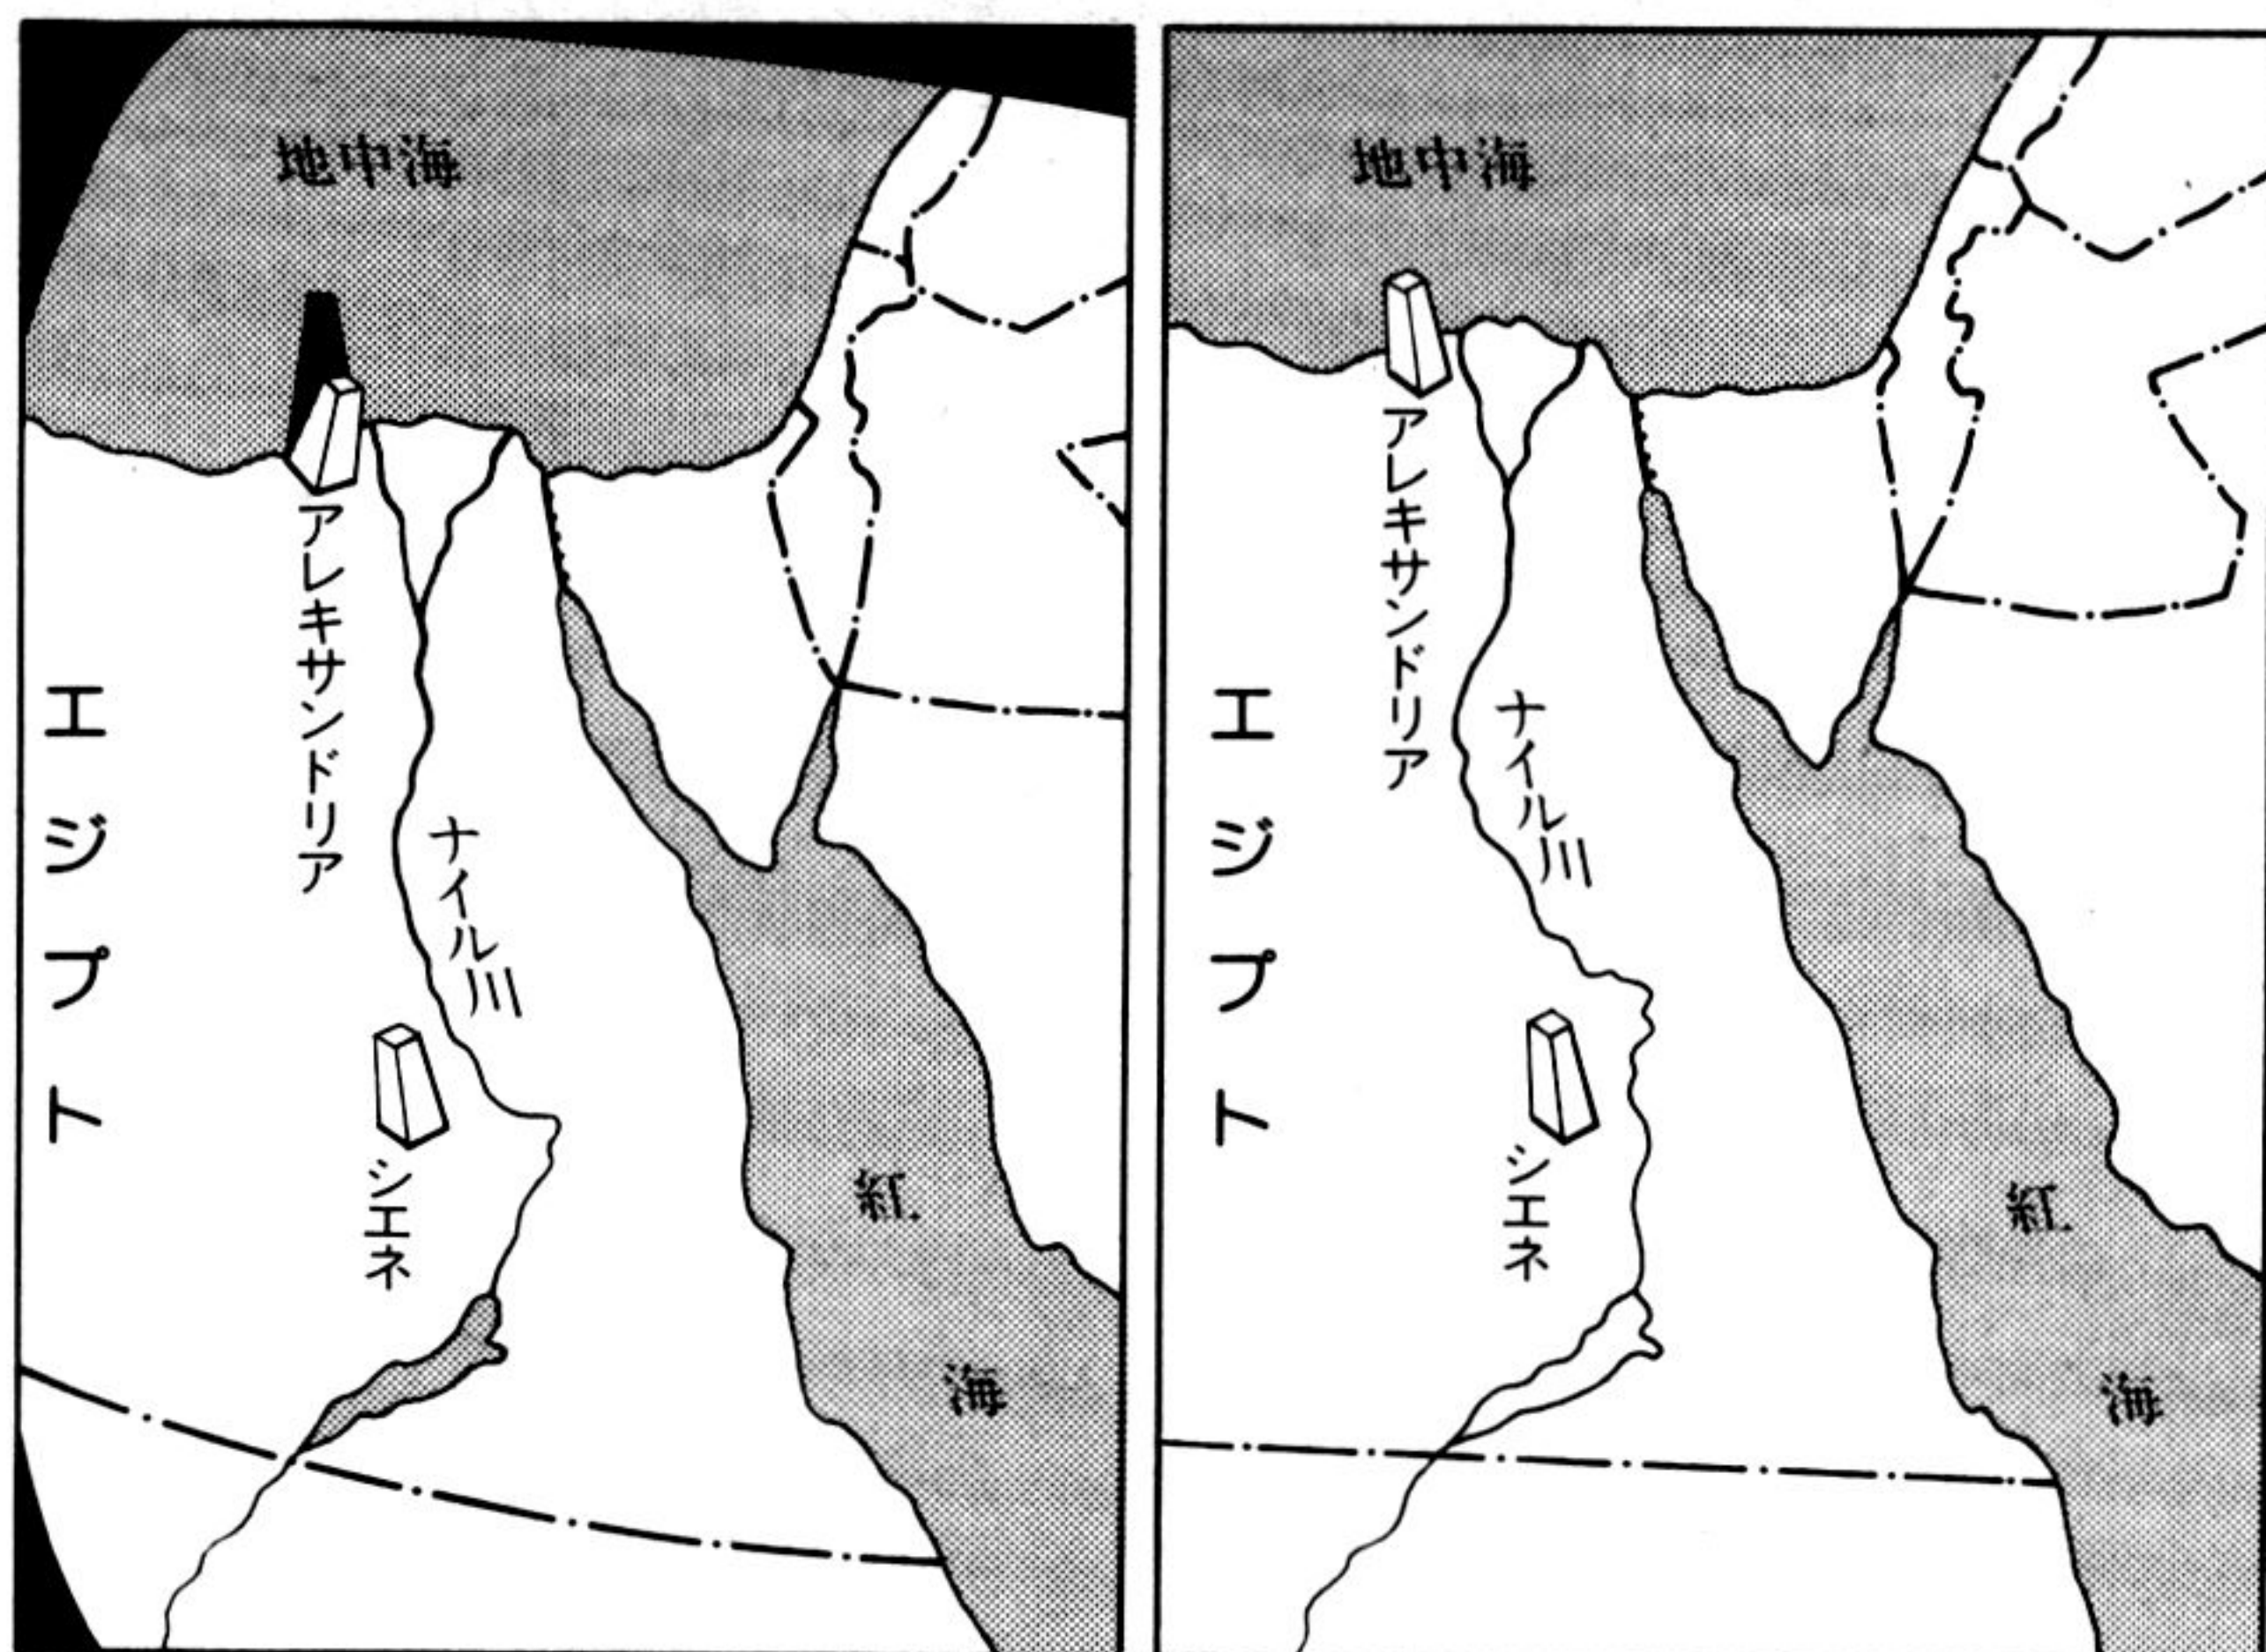 地中海
アレキサンドリア
エジプト
ナイル川
シエネ
紅海
地中海
アレキサンドリア
エジプト
ナイル川
シエネ
紅海